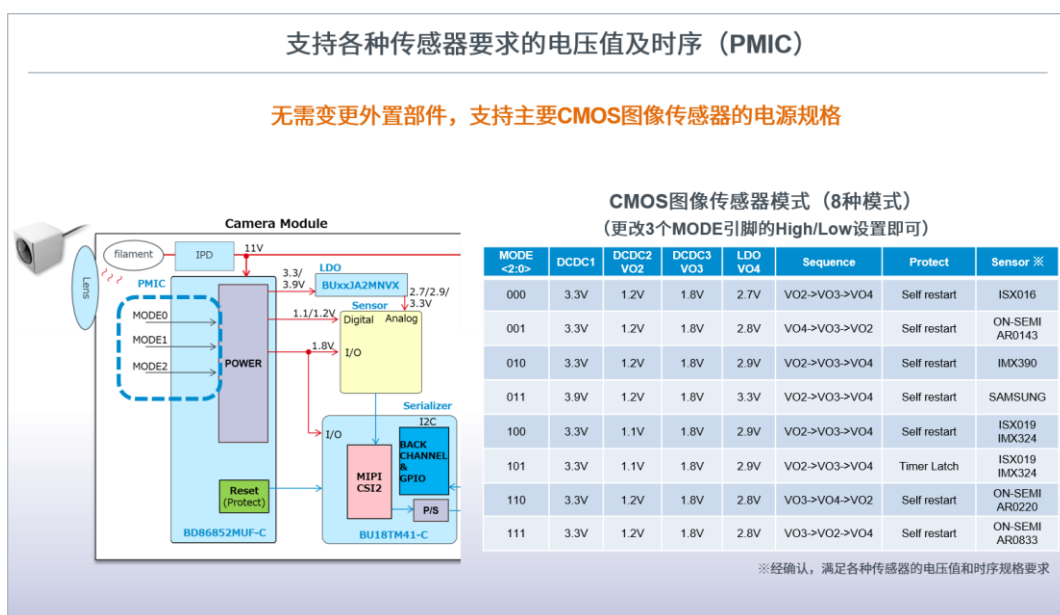 支持各种传感器要求的电压值及时序（PMIC）
无需变更外置部件，支持主要CMOS图像传感器的电源规格
Camera Module
Lens
filament
IPD
11V
PMIC
3.3/
3.9V
LDO
BUxxJA2MNVX
2.7/2.9/
3.3V
Sensor
MODE0
MODE1
MODE2
POWER
1.1/1.2V
Digital Analog
1.8V
I/O
Serializer
I2C
I/O
BACK
CHANNEL
&
GPIO
MIPI
CSI2
Reset
(Protect)
P/S
BD86852MUF-C
BU18TM41-C
CMOS图像传感器模式（8种模式）
（更改3个MODE引脚的High/Low设置即可）
MODE <2:0> DCDC1 DCDC2 VO2 DCDC3 VO3 LDO VO4 Sequence Protect Sensor ※
000 3.3V 1.2V 1.8V 2.7V VO2->VO3->VO4 Self restart ISX016
001 3.3V 1.2V 1.8V 2.8V VO4->VO3->VO2 Self restart ON-SEMI AR0143
010 3.3V 1.2V 1.8V 2.9V VO2->VO3->VO4 Self restart IMX390
011 3.9V 1.2V 1.8V 3.3V VO2->VO3->VO4 Self restart SAMSUNG
100 3.3V 1.1V 1.8V 2.9V VO2->VO3->VO4 Self restart ISX019 IMX324
101 3.3V 1.1V 1.8V 2.9V VO2->VO3->VO4 Timer Latch ISX019 IMX324
110 3.3V 1.2V 1.8V 2.8V VO3->VO4->VO2 Self restart ON-SEMI AR0220
111 3.3V 1.2V 1.8V 2.8V VO3->VO2->VO4 Self restart ON-SEMI AR0833
※经确认，满足各种传感器的电压值和时序规格要求